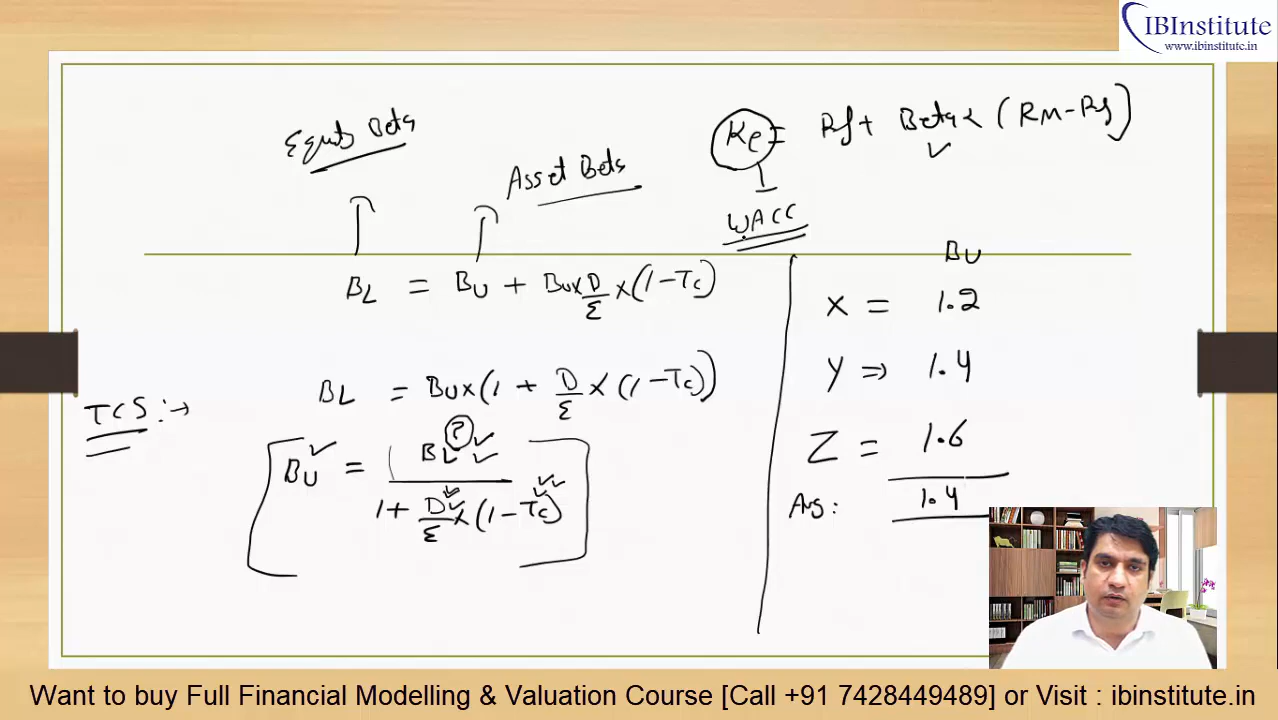 IBInstitute
www.ibinstitute.in
Equity Beta
Asset Beta
Ke = Rf + Beta x (RM - Rf)
WACC
BL = BU + BU x D/E x (1 - Tc)
BL = BU x (1 + D/E x (1 - Tc))
TCS :→
BU = BL ? / 1 + D/E x (1 - Tc)
BU
X = 1.2
Y => 1.4
Z = 1.6
Avg : 1.4
Want to buy Full Financial Modelling & Valuation Course [Call +91 7428449489] or Visit : ibinstitute.in